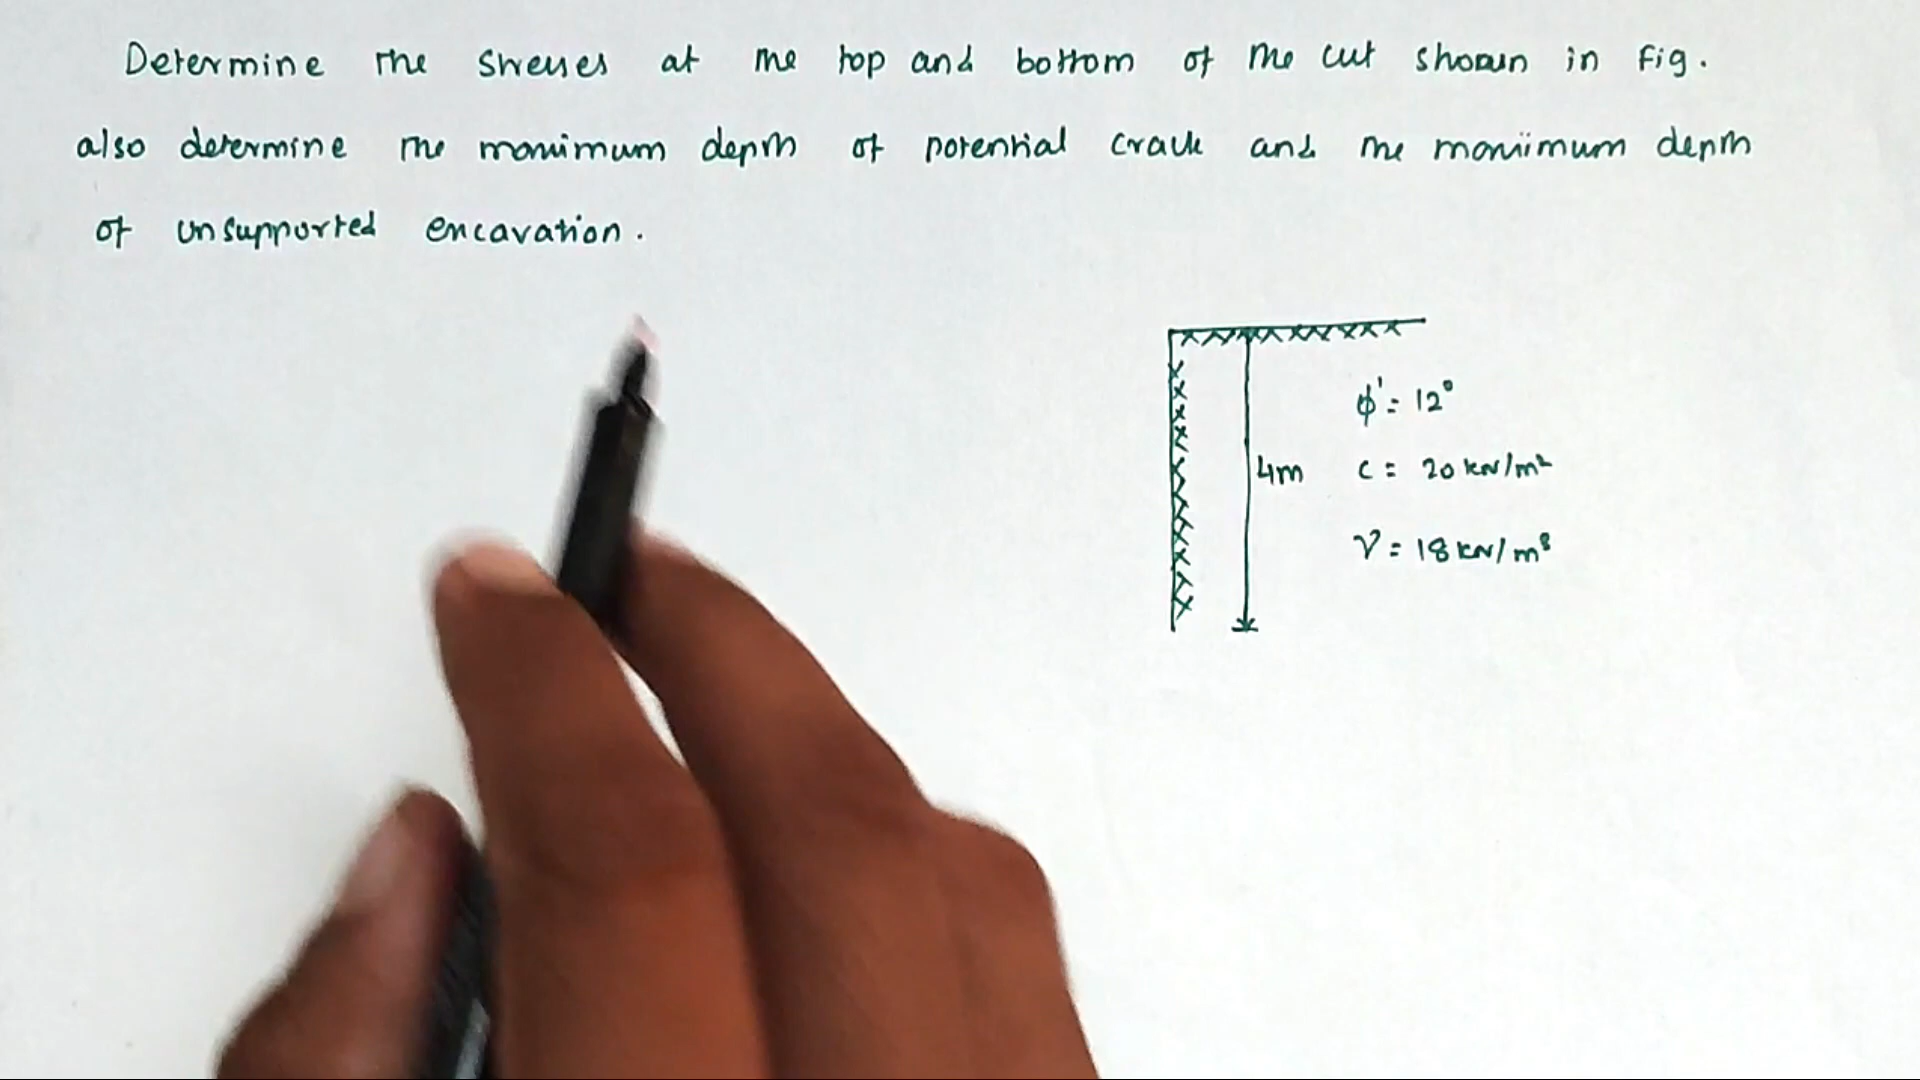 Determine the stresses at the top and bottom of the cut shown in Fig.
also determine the maximum depth of potential crack and the maximum depth
of unsupported excavation.
ϕ' = 12°
4m C = 20 kN/m²
γ = 18 kN/m³